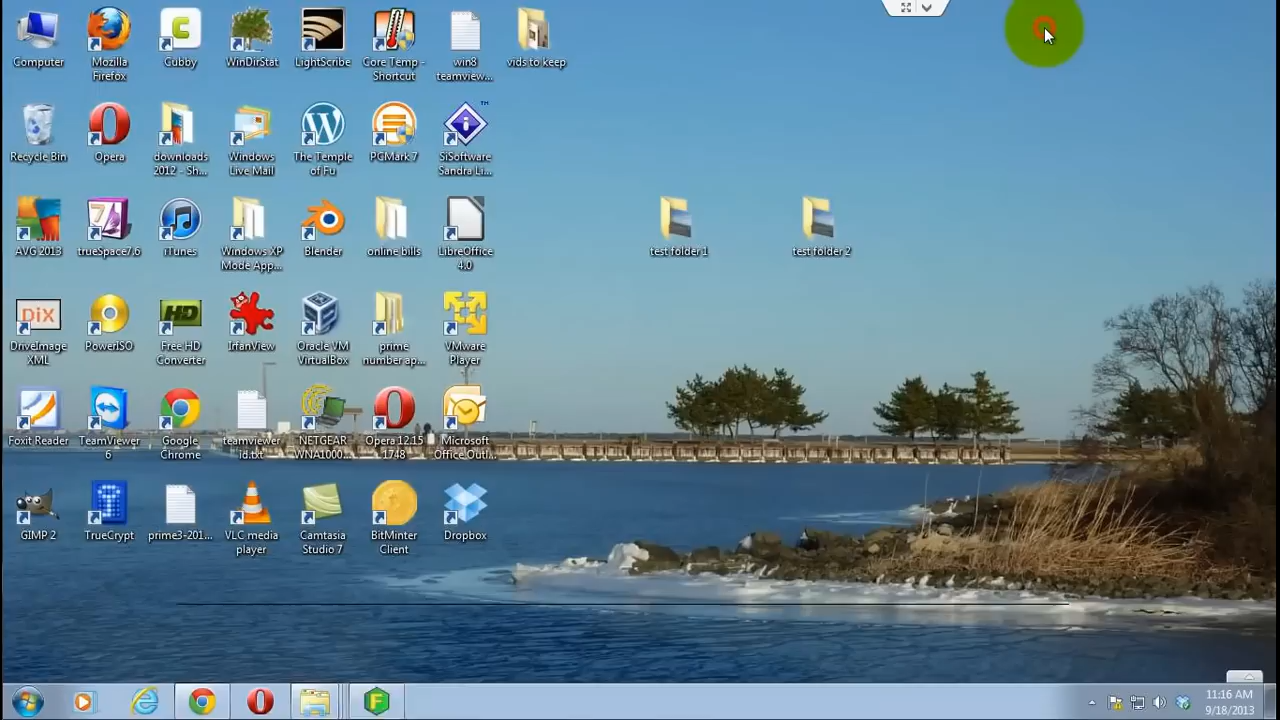 Computer
Mozilla
Firefox
Cubby
WinDirStat
LightScribe
Core Temp -
Shortcut
win8
teamview...
vids to keep
Recycle Bin
Opera
downloads
2012 - Sh...
Windows
Live Mail
The Temple
of Fu
PCMark 7
SiSoftware
Sandra Li...
AVG 2013
trueSpace7.6
iTunes
Windows XP
Mode App...
Blender
online bills
LibreOffice
4.0
test folder 1
test folder 2
DiX
DriveImage
XML
PowerISO
HD
Free HD
Converter
IrfanView
Oracle VM
VirtualBox
prime
number ap...
VMware
Player
Foxit Reader
TeamViewer
6
Google
Chrome
teamviewer
id.txt
NETGEAR
WNA1000...
Opera 12.15
1748
Microsoft
Office Outl...
GIMP 2
TrueCrypt
prime3-201...
VLC media
player
Camtasia
Studio 7
BitMinter
Client
Dropbox
11:16 AM
9/18/2013